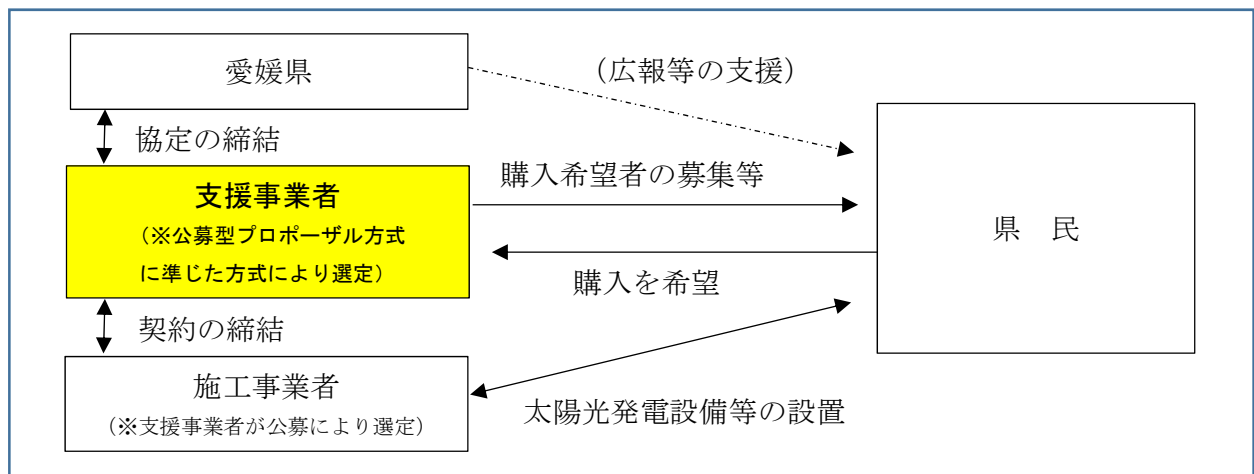 愛媛県
（広報等の支援）
協定の締結
支援事業者
（※公募型プロポーザル方式
に準じた方式により選定）
購入希望者の募集等
県　民
購入を希望
契約の締結
施工事業者
（※支援事業者が公募により選定）
太陽光発電設備等の設置